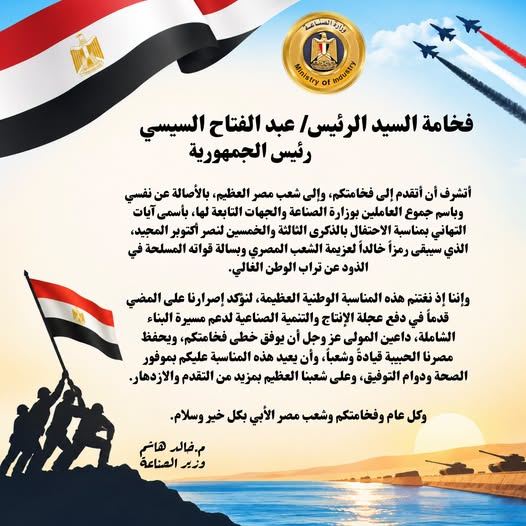 وزارة الصناعة
Ministry of Industry
فخامة السيد الرئيس/ عبد الفتاح السيسي
رئيس الجمهورية
أتشرف أن أتقدم إلى فخامتكم، وإلى شعب مصر العظيم، بالأصالة عن نفسي
وباسم جموع العاملين بوزارة الصناعة والجهات التابعة لها، بأسمى آيات
التهاني بمناسبة الاحتفال بالذكرى الثالثة والخمسين لنصر أكتوبر المجيد،
الذي سيبقى رمزاً خالداً لعزيمة الشعب المصري وبسالة قواته المسلحة في
الذود عن تراب الوطن الغالي.
وإننا إذ نغتنم هذه المناسبة الوطنية العظيمة، لنؤكد إصرارنا على المضي
قدماً في دفع عجلة الإنتاج والتنمية الصناعية لدعم مسيرة البناء
الشاملة، داعين المولى عز وجل أن يوفق خطى فخامتكم، ويحفظ
مصرنا الحبيبة قيادةً وشعباً، وأن يعيد هذه المناسبة عليكم بموفور
الصحة ودوام التوفيق، وعلى شعبنا العظيم بمزيد من التقدم والازدهار.
وكل عام وفخامتكم وشعب مصر الأبي بكل خير وسلام.
م.خالد هاشم
وزير الصناعة